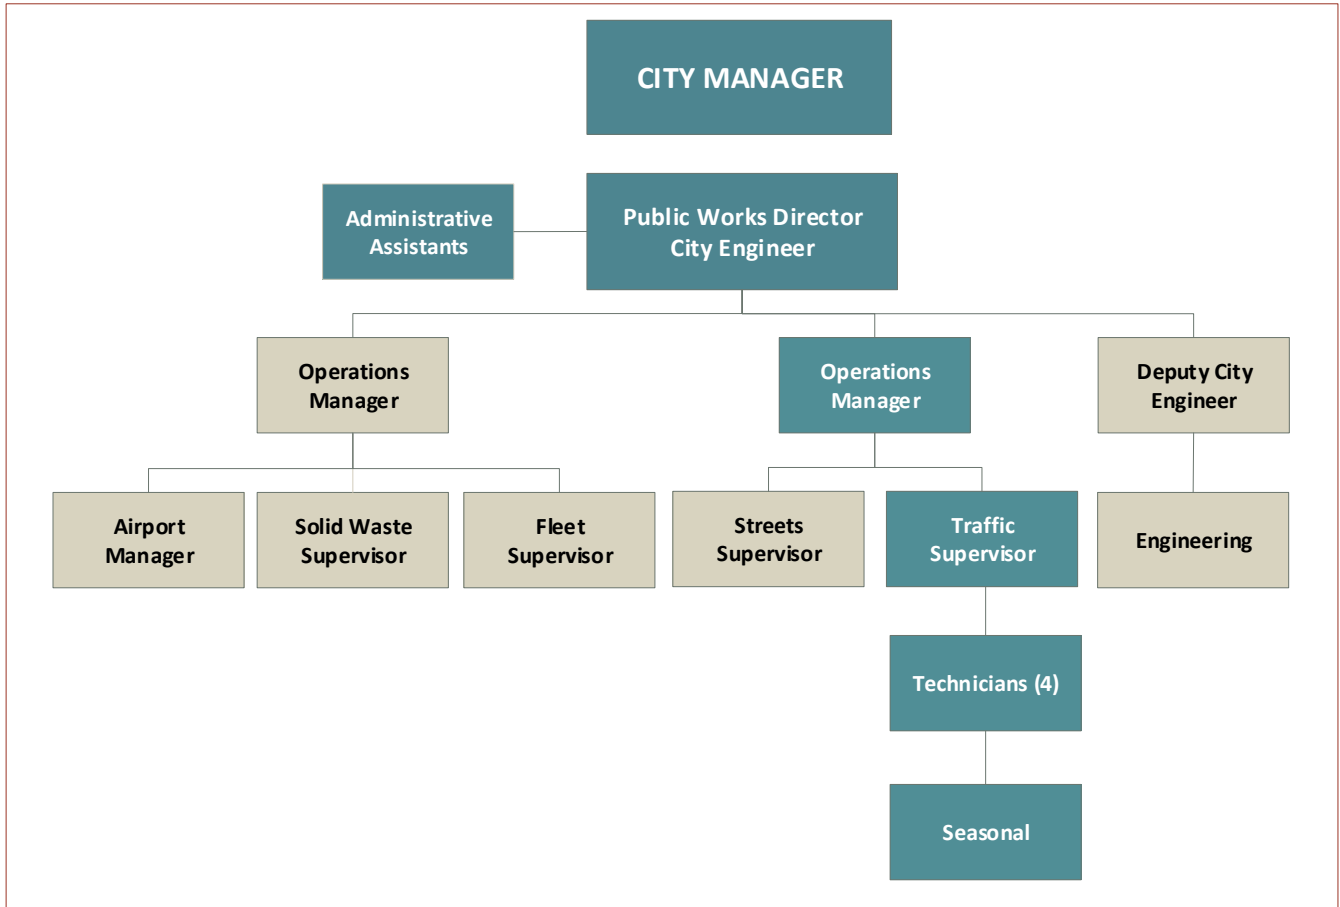 CITY MANAGER
Administrative
Assistants
Public Works Director
City Engineer
Operations
Manager
Operations
Manager
Deputy City
Engineer
Airport
Manager
Solid Waste
Supervisor
Fleet
Supervisor
Streets
Supervisor
Traffic
Supervisor
Engineering
Technicians (4)
Seasonal